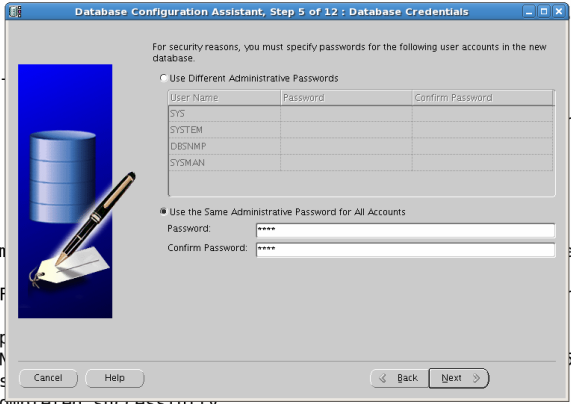 Database Configuration Assistant, Step 5 of 12 : Database Credentials
For security reasons, you must specify passwords for the following user accounts in the new
database.
Use Different Administrative Passwords
User Name Password Confirm Password
SYS
SYSTEM
DBSNMP
SYSMAN
Use the Same Administrative Password for All Accounts
Password: ****
Confirm Password: ****
Cancel Help Back Next